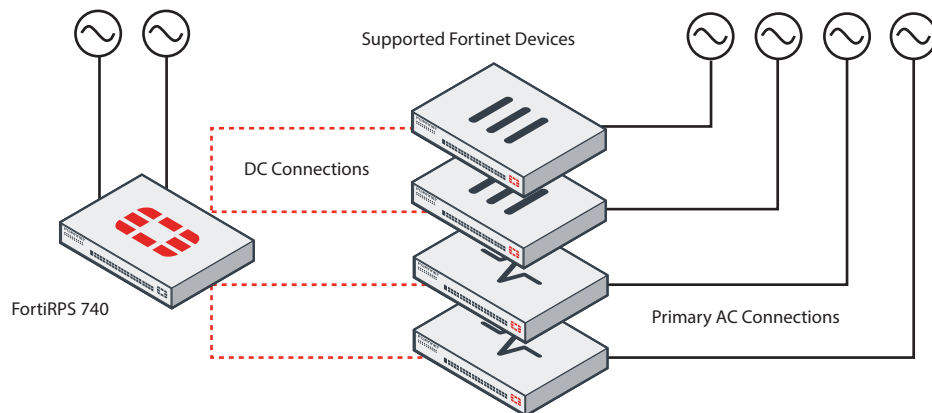 Supported Fortinet Devices
DC Connections
FortiRPS 740
Primary AC Connections